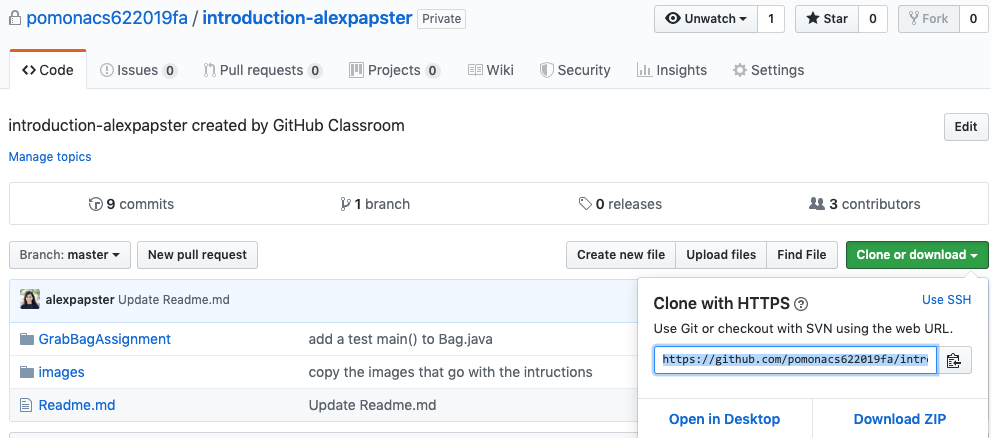 pomonacs622019fa / introduction-alexpapster Private Unwatch 1 Star 0 Fork 0
Code Issues 0 Pull requests 0 Projects 0 Wiki Security Insights Settings
introduction-alexpapster created by GitHub Classroom Edit
Manage topics
9 commits 1 branch 0 releases 3 contributors
Branch: master New pull request Create new file Upload files Find File Clone or download
alexpapster Update Readme.md
GrabBagAssignment add a test main() to Bag.java
images copy the images that go with the intructions
Readme.md Update Readme.md
Clone with HTTPS ? Use SSH
Use Git or checkout with SVN using the web URL.
https://github.com/pomonacs622019fa/intr
Open in Desktop Download ZIP